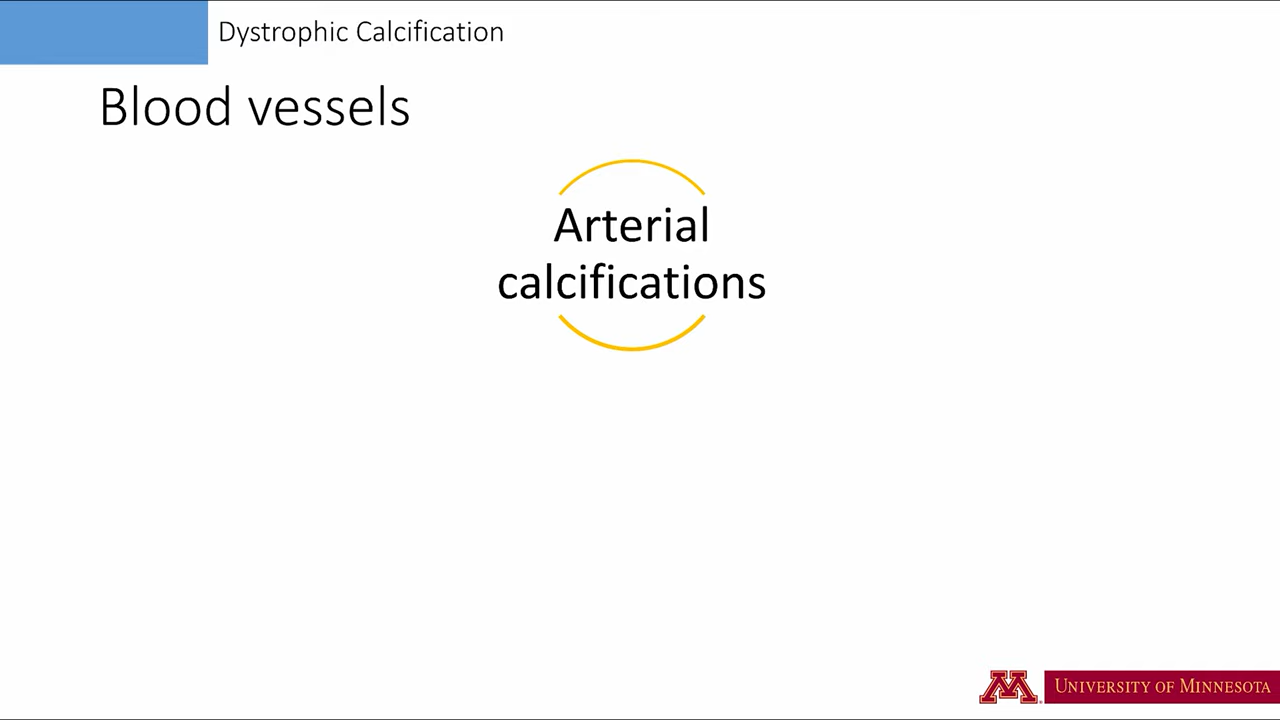 Dystrophic Calcification
Blood vessels
Arterial
calcifications
M
UNIVERSITY OF MINNESOTA